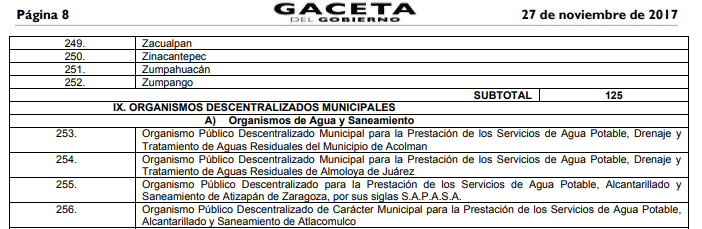 Página 8
GACETA
DEL GOBIERNO
27 de noviembre de 2017
249. Zacualpan
250. Zinacantepec
251. Zumpahuacán
252. Zumpango
SUBTOTAL 125
IX. ORGANISMOS DESCENTRALIZADOS MUNICIPALES
A) Organismos de Agua y Saneamiento
253. Organismo Público Descentralizado Municipal para la Prestación de los Servicios de Agua Potable, Drenaje y
Tratamiento de Aguas Residuales del Municipio de Acolman
254. Organismo Público Descentralizado Municipal para la Prestación de los Servicios de Agua Potable, Drenaje y
Tratamiento de Aguas Residuales de Almoloya de Juárez
255. Organismo Público Descentralizado para la Prestación de los Servicios de Agua Potable, Alcantarillado y
Saneamiento de Atizapán de Zaragoza, por sus siglas S.A.P.A.S.A.
256. Organismo Público Descentralizado de Carácter Municipal para la Prestación de los Servicios de Agua Potable,
Alcantarillado y Saneamiento de Atlacomulco